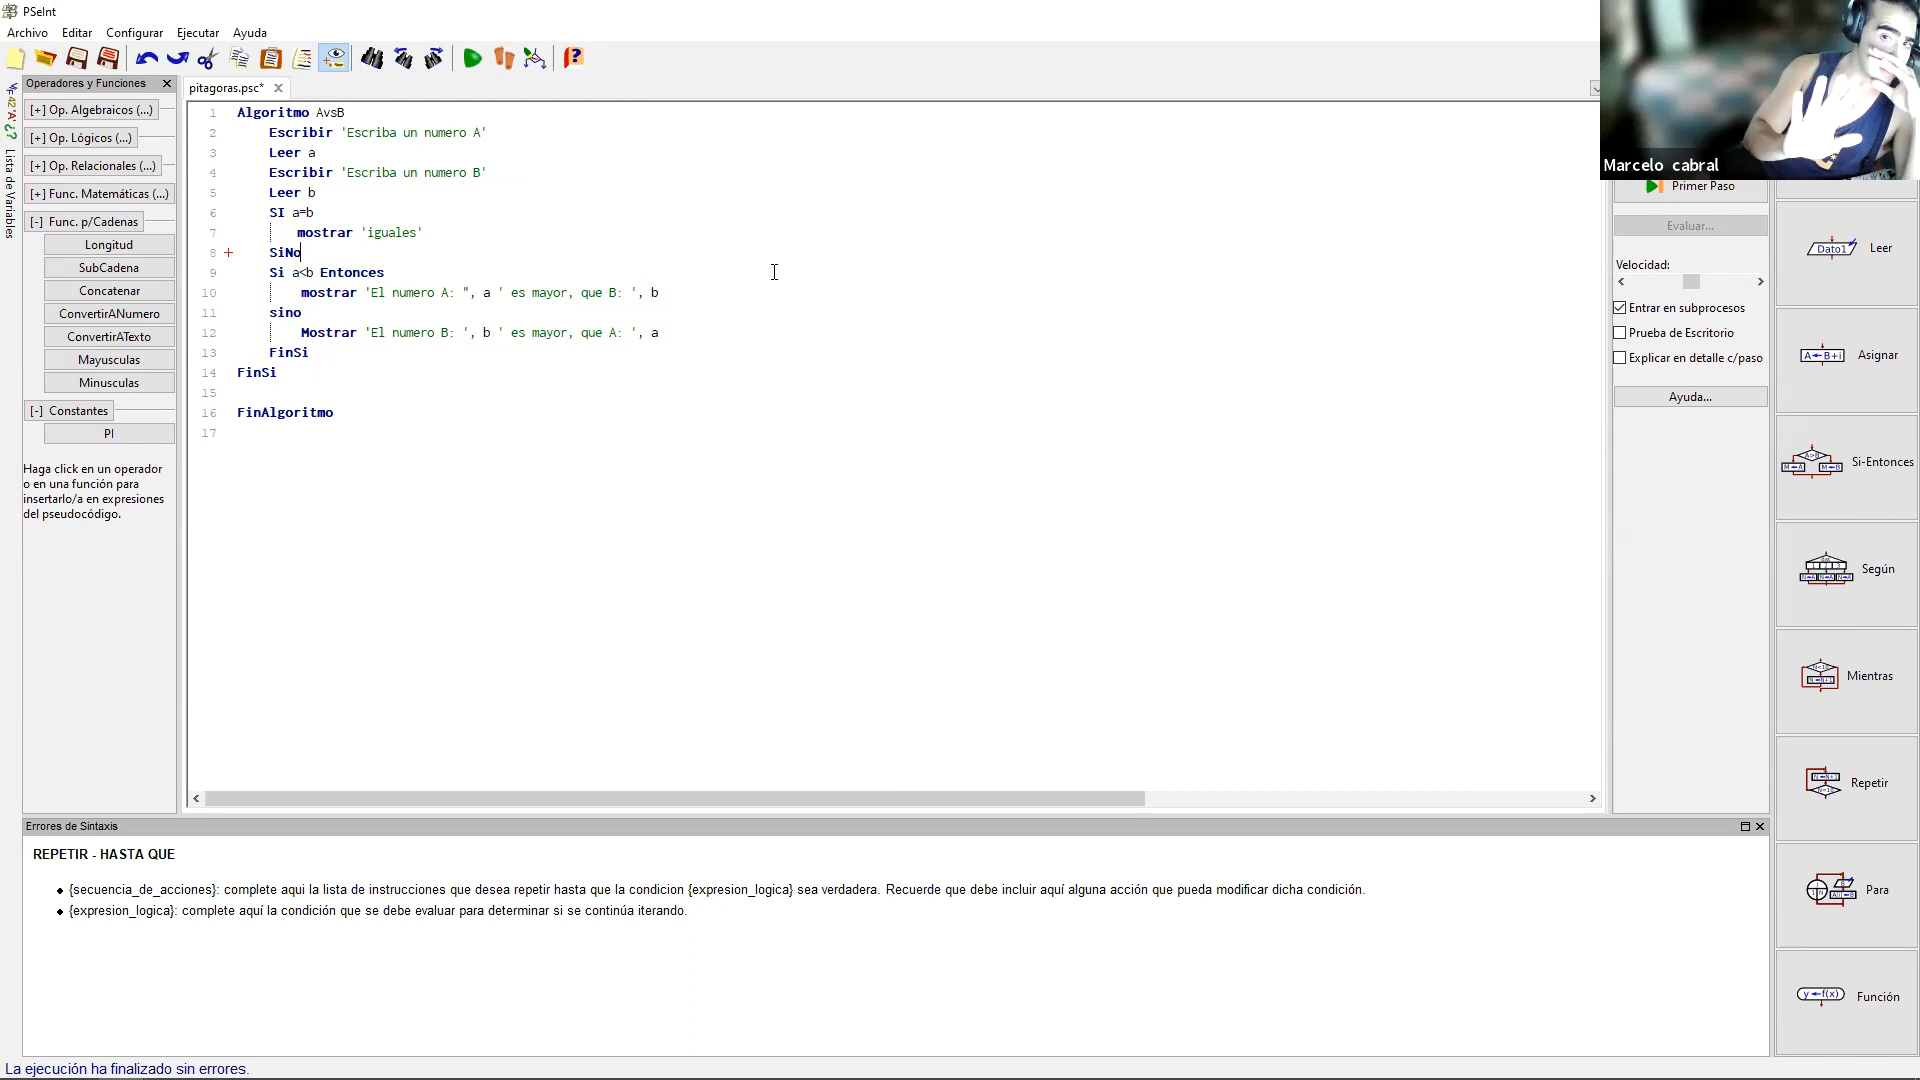 PSeInt
Archivo Editar Configurar Ejecutar Ayuda
Operadores y Funciones
pitagoras.psc*
[+] Op. Algebraicos (...)
[+] Op. Lógicos (...)
[+] Op. Relacionales (...)
[+] Func. Matemáticas (...)
[-] Func. p/Cadenas
Longitud
SubCadena
Concatenar
ConvertirANumero
ConvertirATexto
Mayusculas
Minusculas
[-] Constantes
PI
Haga click en un operador
o en una función para
insertarlo/a en expresiones
del pseudocódigo.
Lista de Variables
1 Algoritmo AvsB
2 Escribir 'Escriba un numero A'
3 Leer a
4 Escribir 'Escriba un numero B'
5 Leer b
6 SI a=b
7 mostrar 'iguales'
8 SiNo
9 Si a<b Entonces
10 mostrar 'El numero A: ", a ' es mayor, que B: ', b
11 sino
12 Mostrar 'El numero B: ', b ' es mayor, que A: ', a
13 FinSi
14 FinSi
15
16 FinAlgoritmo
17
Marcelo cabral
Primer Paso
Evaluar...
Velocidad:
Entrar en subprocesos
Prueba de Escritorio
Explicar en detalle c/paso
Ayuda...
Leer
Asignar
Si-Entonces
Según
Mientras
Repetir
Para
Función
Errores de Sintaxis
REPETIR - HASTA QUE
{secuencia_de_acciones}: complete aqui la lista de instrucciones que desea repetir hasta que la condicion {expresion_logica} sea verdadera. Recuerde que debe incluir aquí alguna acción que pueda modificar dicha condición.
{expresion_logica}: complete aquí la condición que se debe evaluar para determinar si se continúa iterando.
La ejecución ha finalizado sin errores.